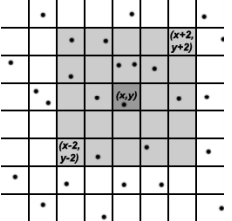 (x+2,
y+2)
(x,y)
(x-2,
y-2)